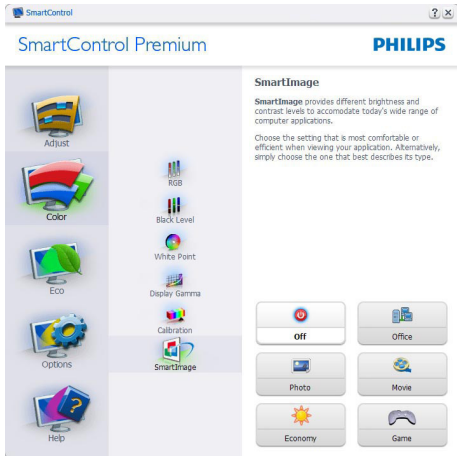 SmartControl
SmartControl Premium
PHILIPS
Adjust
Color
Eco
Options
Help
RGB
Black Level
White Point
Display Gamma
Calibration
SmartImage
SmartImage
SmartImage provides different brightness and
contrast levels to accomodate today's wide range of
computer applications.
Choose the setting that is most comfortable or
efficient when viewing your application. Alternatively,
simply choose the one that best describes its type.
Off
Office
Photo
Movie
Economy
Game